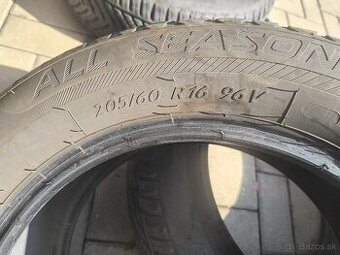 ALL SEASON
205/60 R16 96V
Bazos.sk